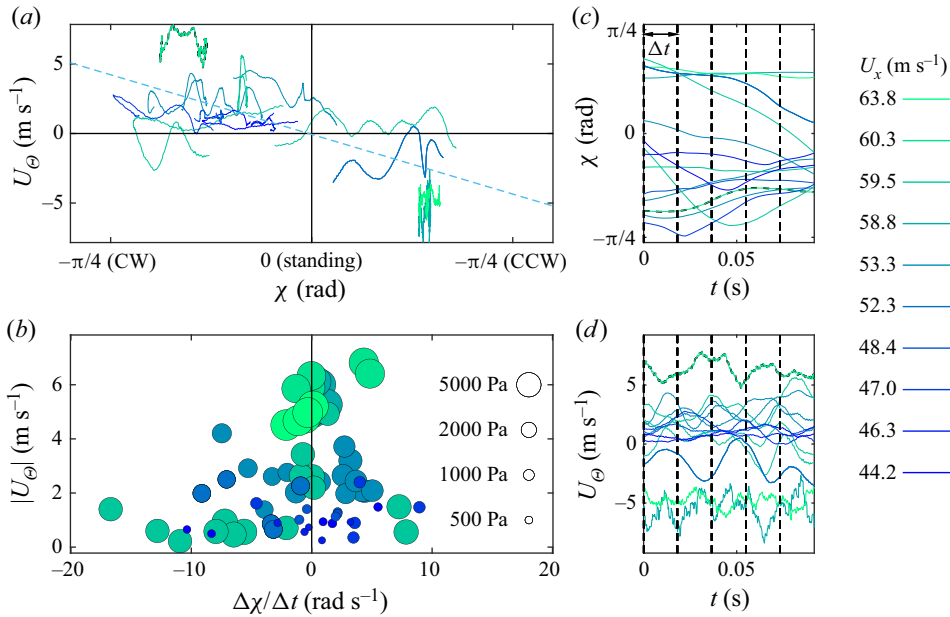 (a)
U_Θ (m s⁻¹)
5
0
−5
−π/4 (CW)
0 (standing)
−π/4 (CCW)
χ (rad)
(b)
|U_Θ| (m s⁻¹)
6
4
2
0
5000 Pa
2000 Pa
1000 Pa
500 Pa
−20
−10
0
10
20
Δχ/Δt (rad s⁻¹)
(c)
χ (rad)
π/4
0
−π/4
Δt
0
0.05
t (s)
(d)
U_Θ (m s⁻¹)
5
0
−5
0
0.05
t (s)
U_x (m s⁻¹)
63.8
60.3
59.5
58.8
53.3
52.3
48.4
47.0
46.3
44.2